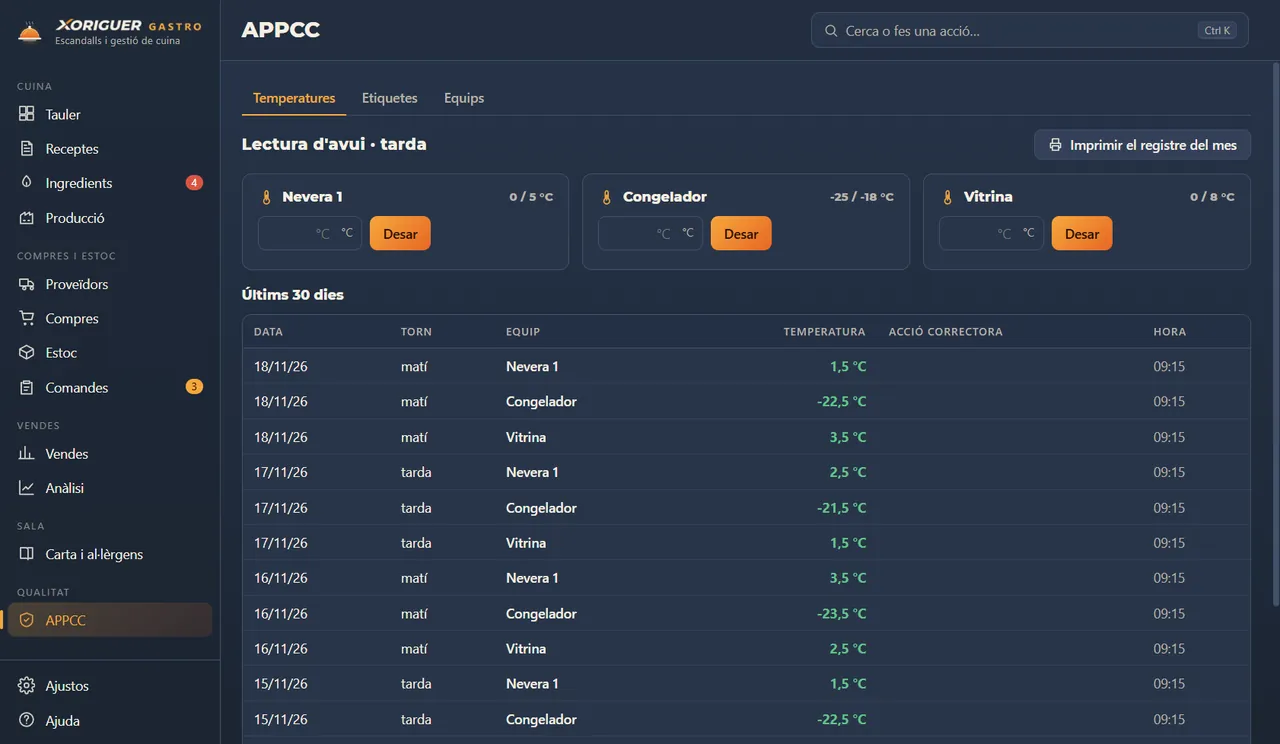 XORIGUER GASTRO
Escandalls i gestió de cuina
CUINA
Tauler
Receptes
Ingredients 4
Producció
COMPRES I ESTOC
Proveïdors
Compres
Estoc
Comandes 3
VENDES
Vendes
Anàlisi
SALA
Carta i al·lèrgens
QUALITAT
APPCC
Ajustos
Ajuda
APPCC
Cerca o fes una acció... Ctrl K
Temperatures Etiquetes Equips
Lectura d'avui · tarda
Imprimir el registre del mes
Nevera 1 0 / 5 °C
°C °C Desar
Congelador -25 / -18 °C
°C °C Desar
Vitrina 0 / 8 °C
°C °C Desar
Últims 30 dies
DATA TORN EQUIP TEMPERATURA ACCIÓ CORRECTORA HORA
18/11/26 matí Nevera 1 1,5 °C 09:15
18/11/26 matí Congelador -22,5 °C 09:15
18/11/26 matí Vitrina 3,5 °C 09:15
17/11/26 tarda Nevera 1 2,5 °C 09:15
17/11/26 tarda Congelador -21,5 °C 09:15
17/11/26 tarda Vitrina 1,5 °C 09:15
16/11/26 matí Nevera 1 3,5 °C 09:15
16/11/26 matí Congelador -23,5 °C 09:15
16/11/26 matí Vitrina 2,5 °C 09:15
15/11/26 tarda Nevera 1 1,5 °C 09:15
15/11/26 tarda Congelador -22,5 °C 09:15